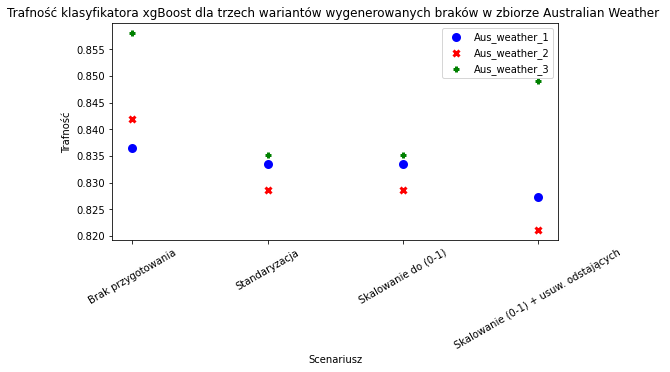 Trafność klasyfikatora xgBoost dla trzech wariantów wygenerowanych braków w zbiorze Australian Weather
Aus_weather_1
Aus_weather_2
Aus_weather_3
Trafność
0.855
0.850
0.845
0.840
0.835
0.830
0.825
0.820
Brak przygotowania
Standaryzacja
Skalowanie do (0-1)
Skalowanie (0-1) + usuw. odstających
Scenariusz